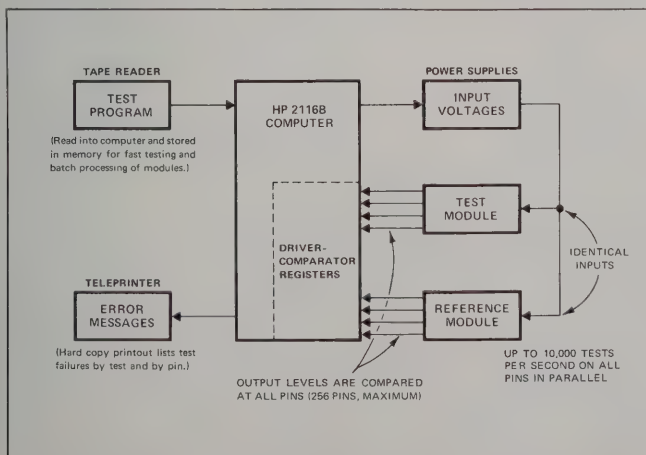 TAPE READER
TEST
PROGRAM
(Read into computer and stored
in memory for fast testing and
batch processing of modules.)
HP 2116B
COMPUTER
POWER SUPPLIES
INPUT
VOLTAGES
TEST
MODULE
DRIVER-
COMPARATOR
REGISTERS
IDENTICAL
INPUTS
TELEPRINTER
ERROR
MESSAGES
(Hard copy printout lists test
failures by test and by pin.)
REFERENCE
MODULE
OUTPUT LEVELS ARE COMPARED
AT ALL PINS (256 PINS, MAXIMUM)
UP TO 10,000 TESTS
PER SECOND ON ALL
PINS IN PARALLEL